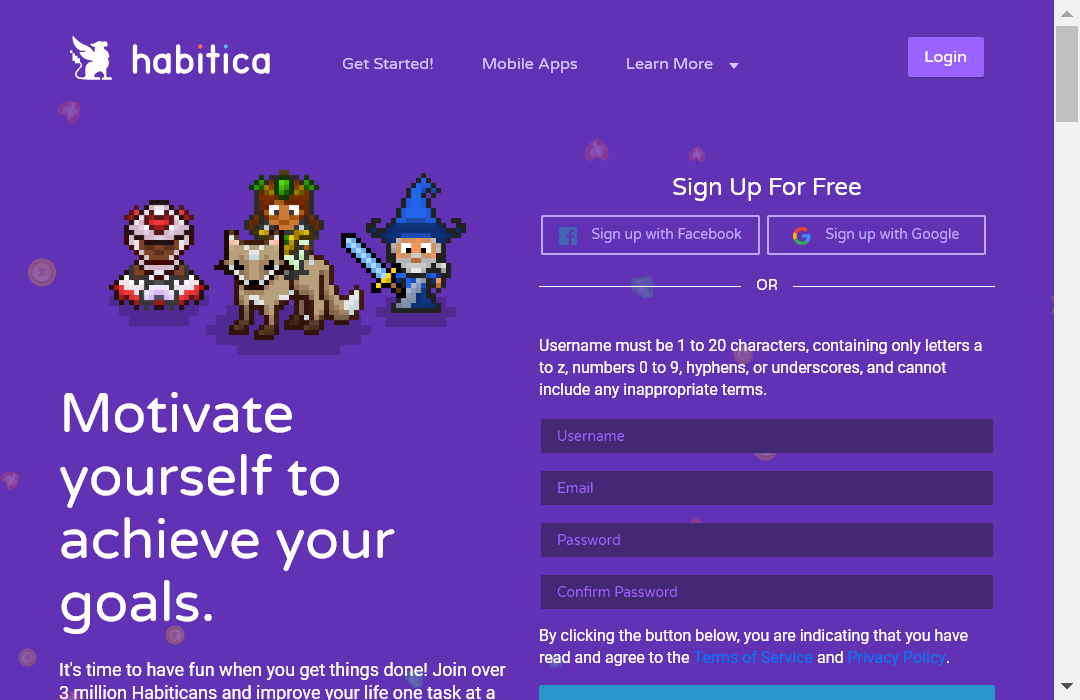 habitica
Get Started!
Mobile Apps
Learn More
Login
Sign Up For Free
Sign up with Facebook
Sign up with Google
OR
Username must be 1 to 20 characters, containing only letters a
to z, numbers 0 to 9, hyphens, or underscores, and cannot
include any inappropriate terms.
Username
Email
Password
Confirm Password
By clicking the button below, you are indicating that you have
read and agree to the Terms of Service and Privacy Policy.
Motivate
yourself to
achieve your
goals.
It's time to have fun when you get things done! Join over
3 million Habiticans and improve your life one task at a